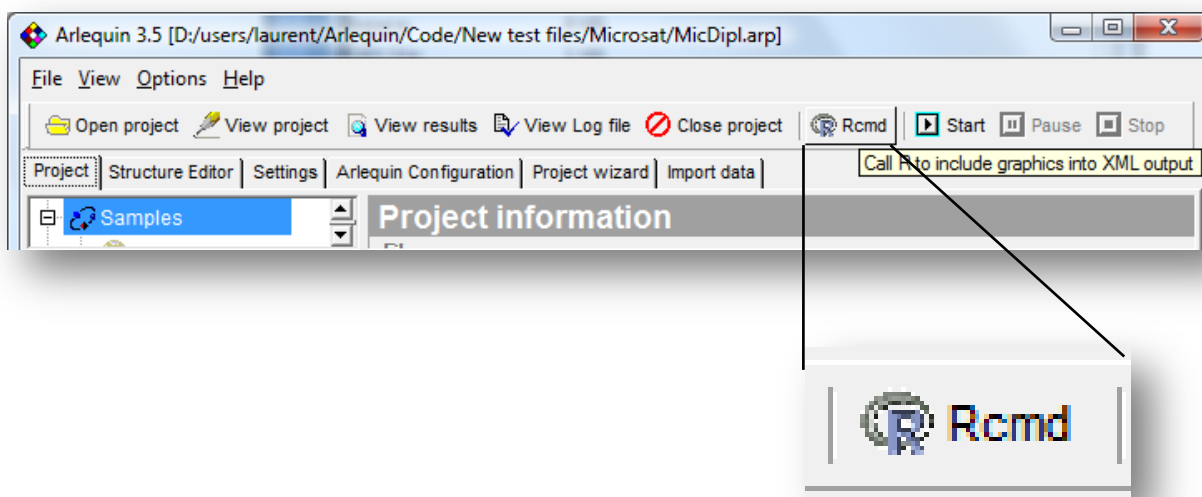 Arlequin 3.5 [D:/users/laurent/Arlequin/Code/New test files/Microsat/MicDipl.arp]
File View Options Help
Open project View project View results View Log file Close project Rcmd Start Pause Stop
Call R to include graphics into XML output
Project Structure Editor Settings Arlequin Configuration Project wizard Import data
Samples
Project information
R Rcmd